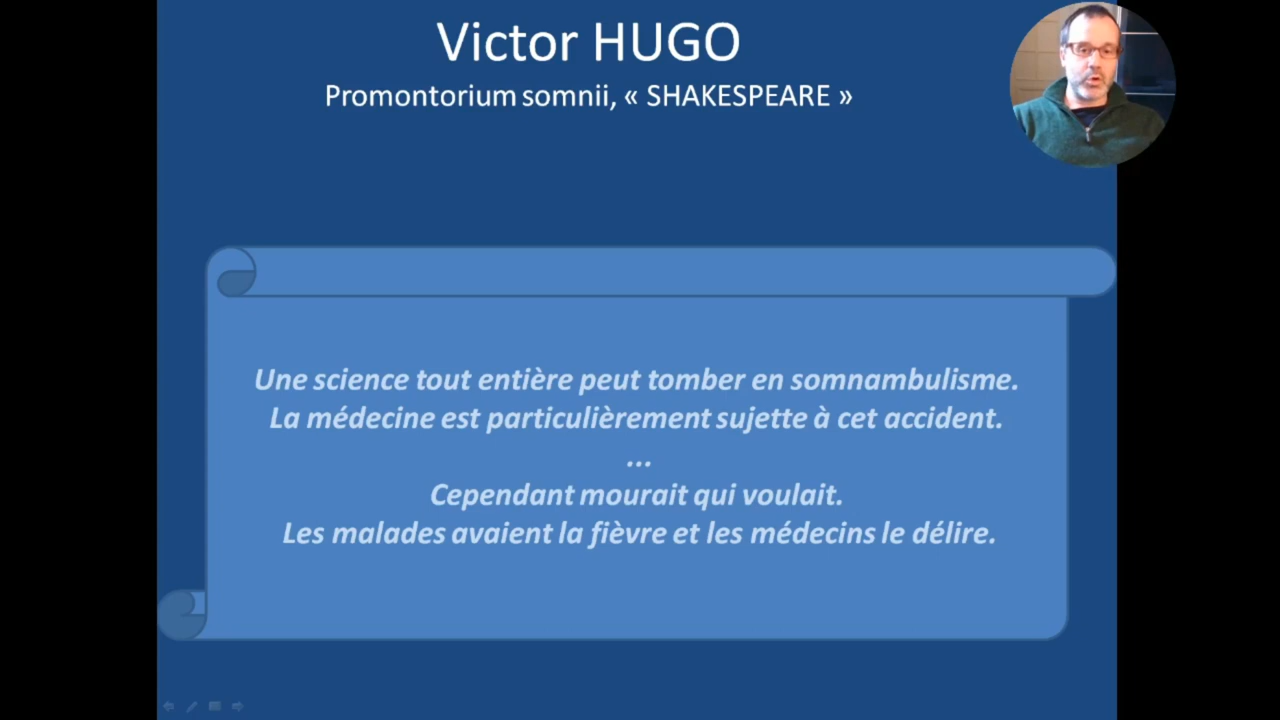 Victor HUGO
Promontorium somnii, « SHAKESPEARE »
Une science tout entière peut tomber en somnambulisme.
La médecine est particulièrement sujette à cet accident.
...
Cependant mourait qui voulait.
Les malades avaient la fièvre et les médecins le délire.